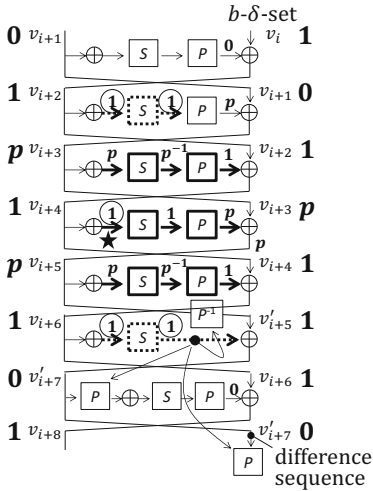 b-δ-set
0 v_{i+1} S P 0 v_i 1
1 v_{i+2} 1 S 1 P p v_{i+1} 0
p v_{i+3} p S p^{-1} P 1 v_{i+2} 1
1 v_{i+4} 1 S 1 P p v_{i+3} p
p
p v_{i+5} p S p^{-1} P 1 v_{i+4} 1
P^{-1}
1 v_{i+6} 1 S 1 v'_{i+5} 1
0 v'_{i+7} P S P 0 v_{i+6} 1
1 v_{i+8} v'_{i+7} 0
P difference
sequence